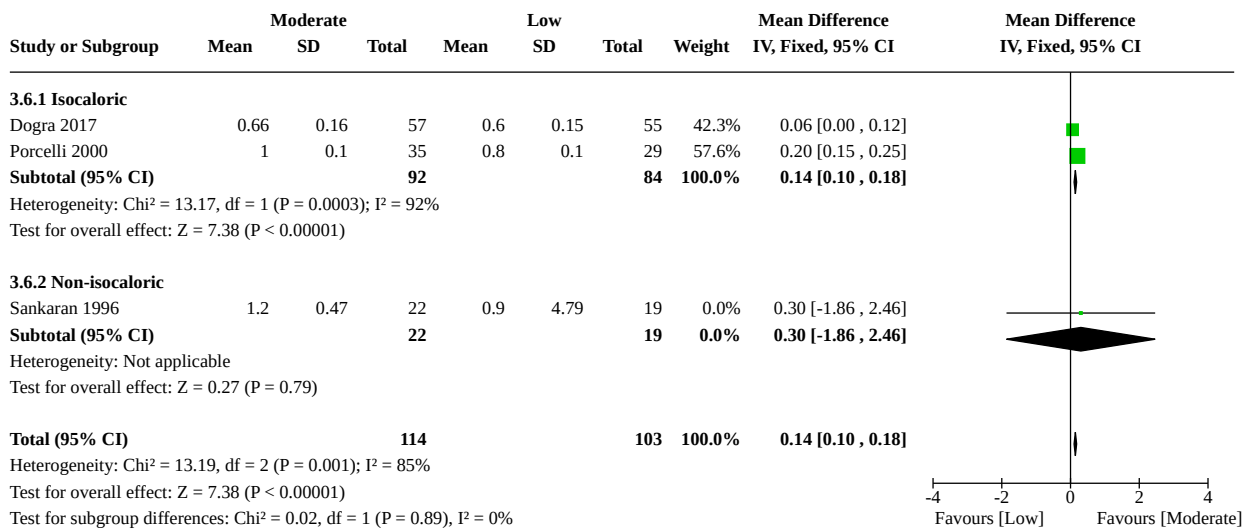 Moderate Low Mean Difference Mean Difference
Study or Subgroup Mean SD Total Mean SD Total Weight IV, Fixed, 95% CI IV, Fixed, 95% CI
3.6.1 Isocaloric
Dogra 2017 0.66 0.16 57 0.6 0.15 55 42.3% 0.06 [0.00 , 0.12]
Porcelli 2000 1 0.1 35 0.8 0.1 29 57.6% 0.20 [0.15 , 0.25]
Subtotal (95% CI) 92 84 100.0% 0.14 [0.10 , 0.18]
Heterogeneity: Chi² = 13.17, df = 1 (P = 0.0003); I² = 92%
Test for overall effect: Z = 7.38 (P < 0.00001)
3.6.2 Non-isocaloric
Sankaran 1996 1.2 0.47 22 0.9 4.79 19 0.0% 0.30 [-1.86 , 2.46]
Subtotal (95% CI) 22 19 0.0% 0.30 [-1.86 , 2.46]
Heterogeneity: Not applicable
Test for overall effect: Z = 0.27 (P = 0.79)
Total (95% CI) 114 103 100.0% 0.14 [0.10 , 0.18]
Heterogeneity: Chi² = 13.19, df = 2 (P = 0.001); I² = 85%
Test for overall effect: Z = 7.38 (P < 0.00001)
Test for subgroup differences: Chi² = 0.02, df = 1 (P = 0.89), I² = 0%
-4 -2 0 2 4
Favours [Low] Favours [Moderate]